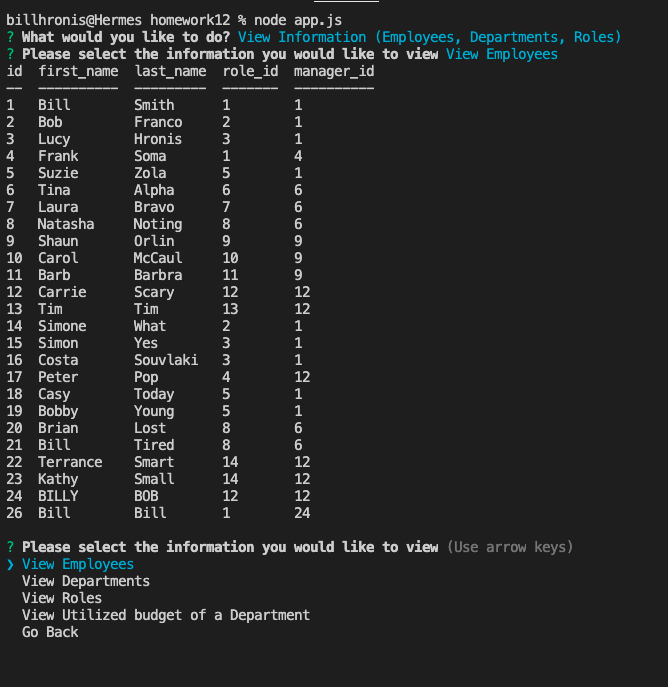 billhronis@Hermes homework12 % node app.js
? What would you like to do? View Information (Employees, Departments, Roles)
? Please select the information you would like to view View Employees
id  first_name  last_name  role_id  manager_id
--  ----------  ---------  -------  ----------
1   Bill        Smith      1        1
2   Bob         Franco     2        1
3   Lucy        Hronis     3        1
4   Frank       Soma       1        4
5   Suzie       Zola       5        1
6   Tina        Alpha      6        6
7   Laura       Bravo      7        6
8   Natasha     Noting     8        6
9   Shaun       Orlin      9        9
10  Carol       McCaul     10       9
11  Barb        Barbra     11       9
12  Carrie      Scary      12       12
13  Tim         Tim        13       12
14  Simone      What       2        1
15  Simon       Yes        3        1
16  Costa       Souvlaki   3        1
17  Peter       Pop        4        12
18  Casy        Today      5        1
19  Bobby       Young      5        1
20  Brian       Lost       8        6
21  Bill        Tired      8        6
22  Terrance    Smart      14       12
23  Kathy       Small      14       12
24  BILLY       BOB        12       12
26  Bill        Bill       1        24
? Please select the information you would like to view (Use arrow keys)
❯ View Employees
View Departments
View Roles
View Utilized budget of a Department
Go Back